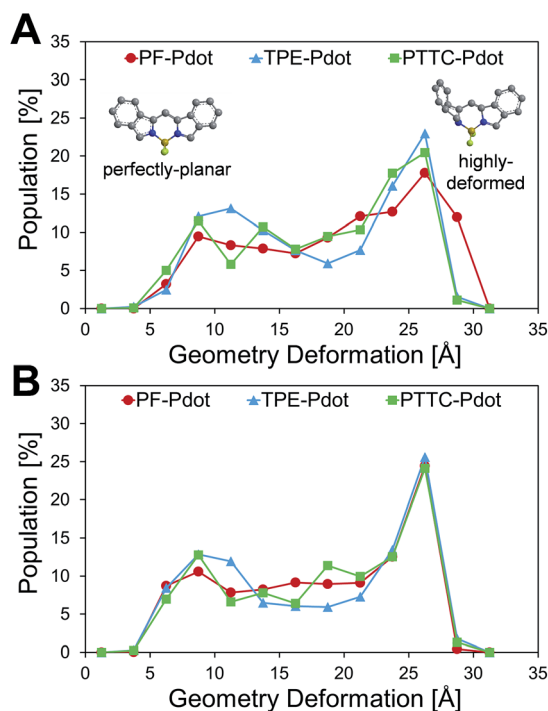 A
PF-Pdot TPE-Pdot PTTC-Pdot
35
30
25
20
15
10
5
0
Population [%]
perfectly-planar
highly-
deformed
0 5 10 15 20 25 30 35
Geometry Deformation [Å]
B
PF-Pdot TPE-Pdot PTTC-Pdot
35
30
25
20
15
10
5
0
Population [%]
0 5 10 15 20 25 30 35
Geometry Deformation [Å]